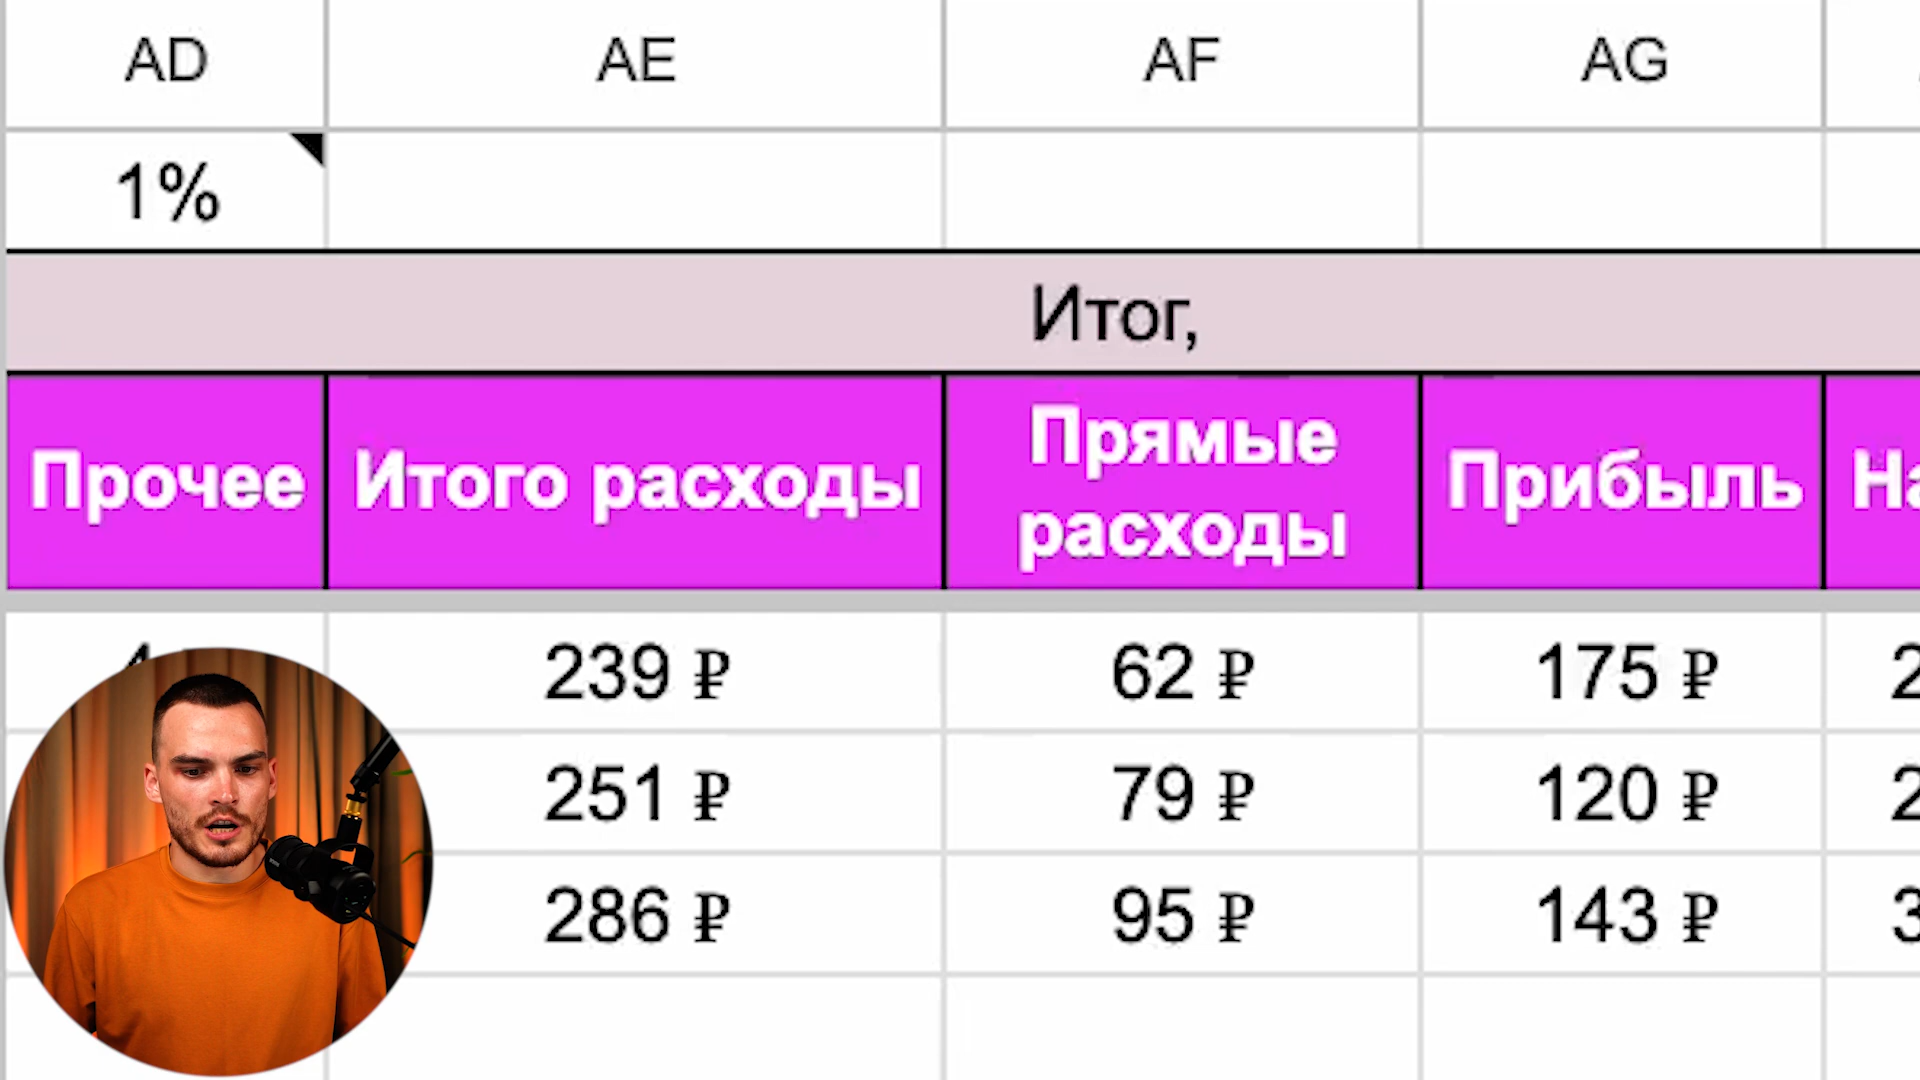 AD AE AF AG
1%
Итог,
Прочее Итого расходы Прямые расходы Прибыль
239 ₽ 62 ₽ 175 ₽
251 ₽ 79 ₽ 120 ₽
286 ₽ 95 ₽ 143 ₽